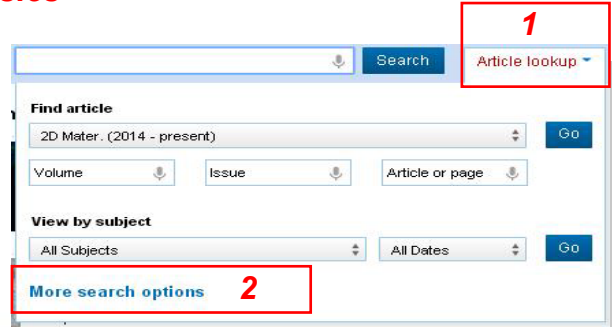 1
Search Article lookup
Find article
2D Mater. (2014 - present) Go
Volume Issue Article or page
View by subject
All Subjects All Dates Go
More search options 2